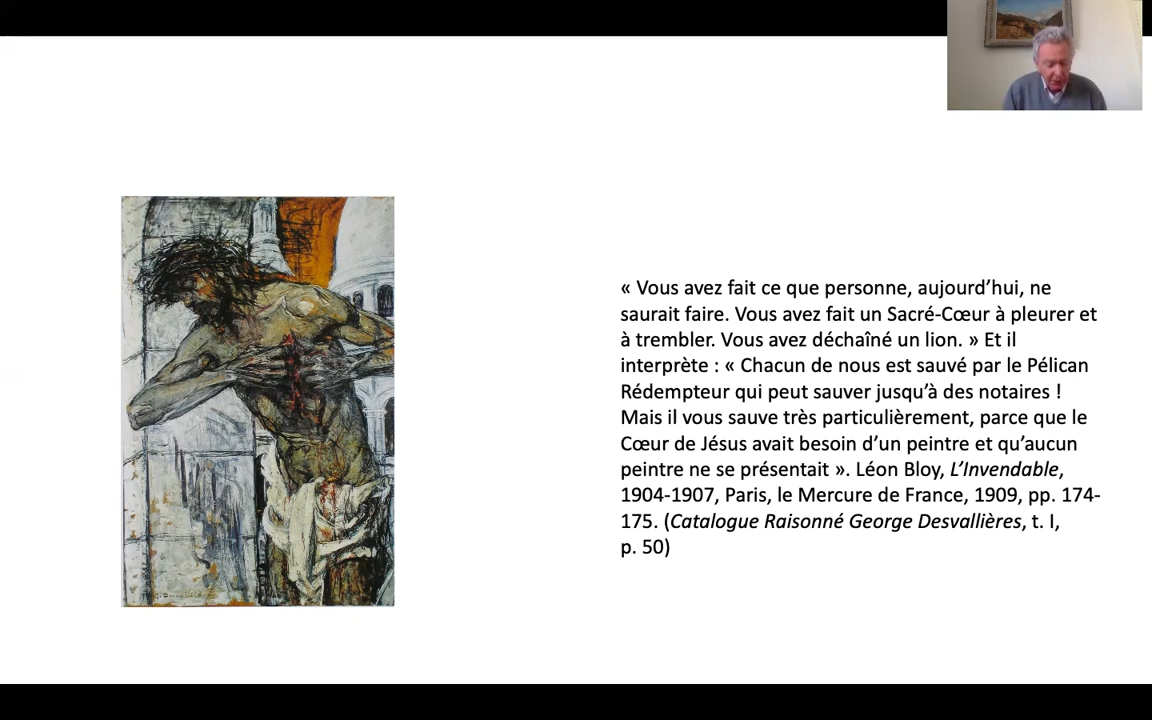 « Vous avez fait ce que personne, aujourd’hui, ne
saurait faire. Vous avez fait un Sacré-Cœur à pleurer et
à trembler. Vous avez déchaîné un lion. » Et il
interprète : « Chacun de nous est sauvé par le Pélican
Rédempteur qui peut sauver jusqu’à des notaires !
Mais il vous sauve très particulièrement, parce que le
Cœur de Jésus avait besoin d’un peintre et qu’aucun
peintre ne se présentait ». Léon Bloy, L’Invendable,
1904-1907, Paris, le Mercure de France, 1909, pp. 174-
175. (Catalogue Raisonné George Desvallières, t. I,
p. 50)